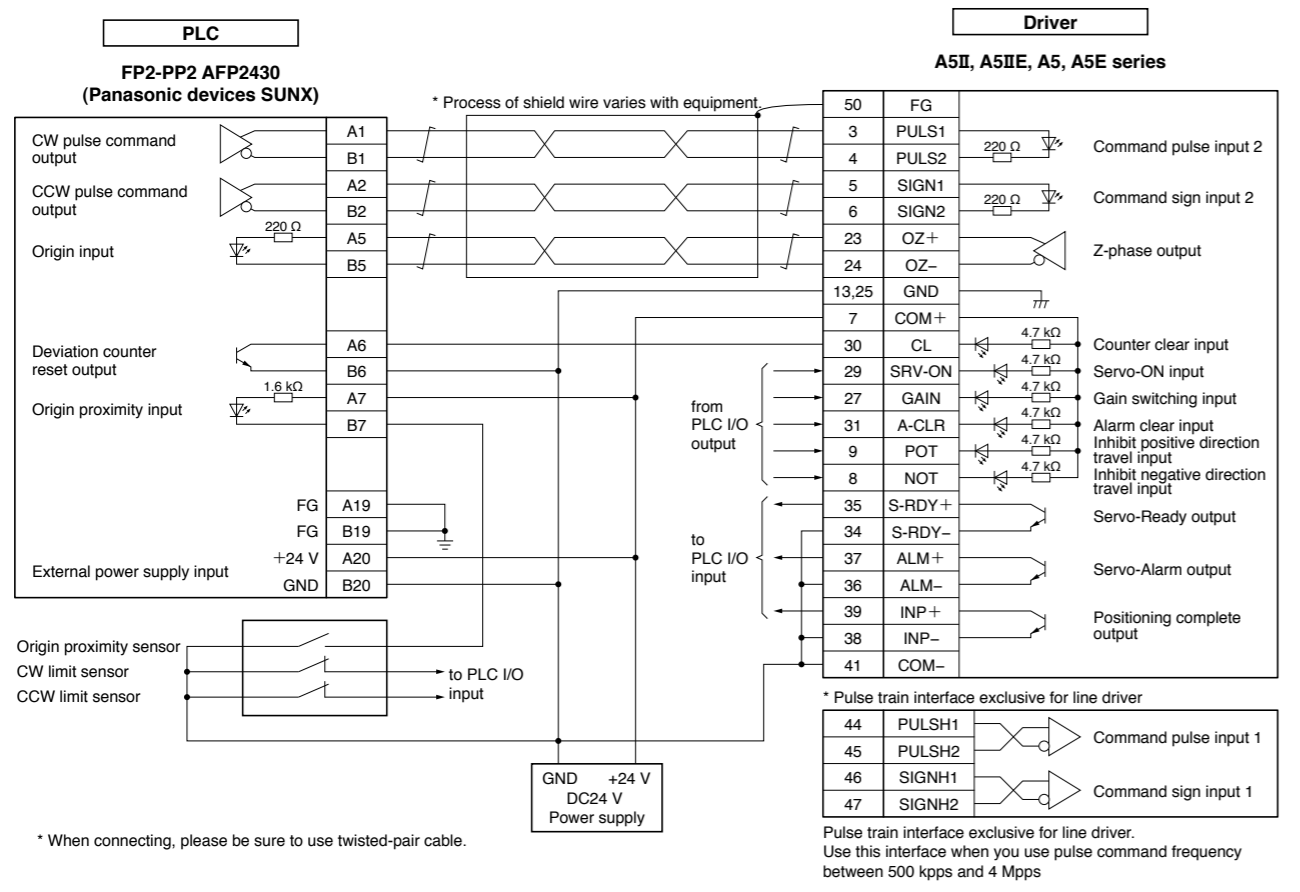 PLC
FP2-PP2 AFP2430
(Panasonic devices SUNX)
CW pulse command
output
A1
B1
CCW pulse command
output
A2
B2
220 Ω
Origin input
A5
B5
Deviation counter
reset output
A6
B6
1.6 kΩ
Origin proximity input
A7
B7
FG
A19
FG
B19
+24 V
A20
External power supply input
GND
B20
Origin proximity sensor
CW limit sensor
CCW limit sensor
to PLC I/O
input
* Process of shield wire varies with equipment.
from
PLC I/O
output
to
PLC I/O
input
GND +24 V
DC24 V
Power supply
* When connecting, please be sure to use twisted-pair cable.
Driver
A5II, A5IIE, A5, A5E series
50 FG
3 PULS1
4 PULS2
220 Ω
Command pulse input 2
5 SIGN1
6 SIGN2
220 Ω
Command sign input 2
23 OZ+
24 OZ−
Z-phase output
13,25 GND
7 COM+
30 CL
4.7 kΩ
Counter clear input
29 SRV-ON
4.7 kΩ
Servo-ON input
27 GAIN
4.7 kΩ
Gain switching input
31 A-CLR
4.7 kΩ
Alarm clear input
9 POT
4.7 kΩ
Inhibit positive direction
travel input
8 NOT
4.7 kΩ
Inhibit negative direction
travel input
35 S-RDY+
34 S-RDY−
Servo-Ready output
37 ALM+
36 ALM−
Servo-Alarm output
39 INP+
38 INP−
Positioning complete
output
41 COM−
* Pulse train interface exclusive for line driver
44 PULSH1
45 PULSH2
Command pulse input 1
46 SIGNH1
47 SIGNH2
Command sign input 1
Pulse train interface exclusive for line driver.
Use this interface when you use pulse command frequency
between 500 kpps and 4 Mpps